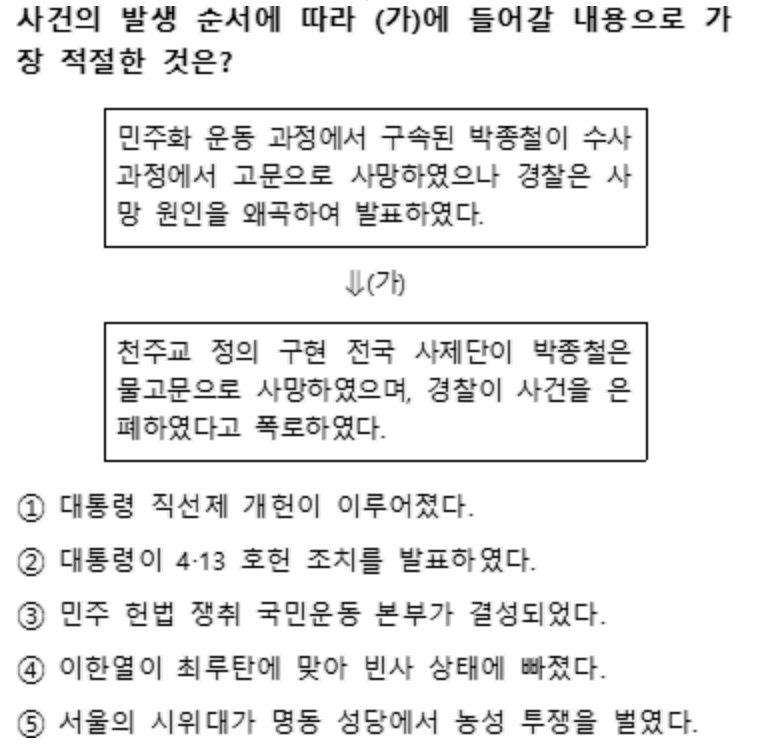 사건의 발생 순서에 따라 (가)에 들어갈 내용으로 가
장 적절한 것은?
민주화 운동 과정에서 구속된 박종철이 수사
과정에서 고문으로 사망하였으나 경찰은 사
망 원인을 왜곡하여 발표하였다.
⇓(가)
천주교 정의 구현 전국 사제단이 박종철은
물고문으로 사망하였으며, 경찰이 사건을 은
폐하였다고 폭로하였다.
① 대통령 직선제 개헌이 이루어졌다.
② 대통령이 4·13 호헌 조치를 발표하였다.
③ 민주 헌법 쟁취 국민운동 본부가 결성되었다.
④ 이한열이 최루탄에 맞아 빈사 상태에 빠졌다.
⑤ 서울의 시위대가 명동 성당에서 농성 투쟁을 벌였다.